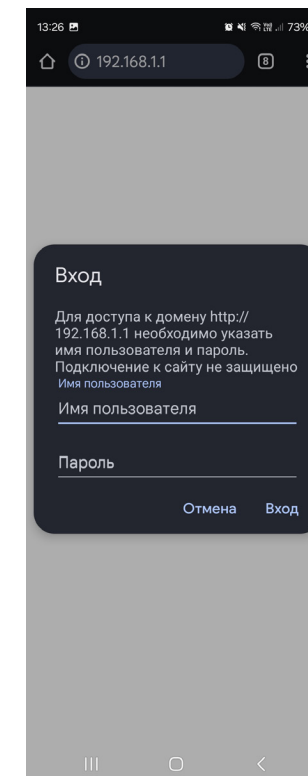 13:26 73%
192.168.1.1 8
Вход
Для доступа к домену http://
192.168.1.1 необходимо указать
имя пользователя и пароль.
Подключение к сайту не защищено
Имя пользователя
Имя пользователя
Пароль
Отмена Вход